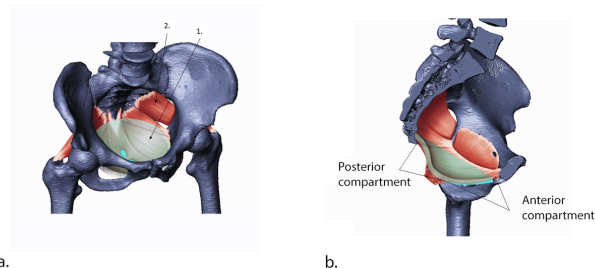 2.
1.
Posterior
compartment
Anterior
compartment
a.
b.